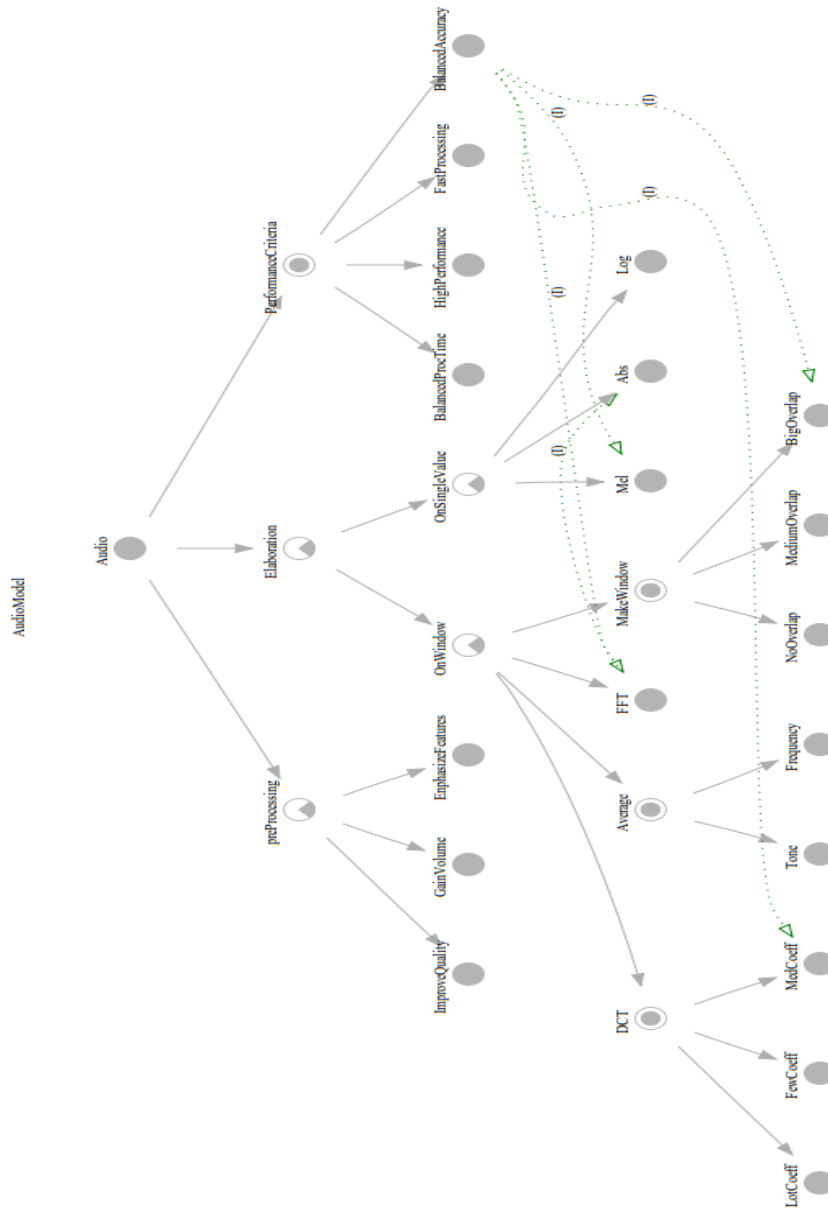 AudioModel
Audio
preProcessing
Elaboration
PerformanceCriteria
ImproveQuality
GainVolume
EnphasizeFeatures
OnWindow
OnSingleValue
BalancedProcTime
HighPerformance
FastProcessing
BalancedAccuracy
(I)
(I)
(I)
(I)
(I)
DCT
Average
FFT
MakeWindow
Mel
Abs
Log
LotCoeff
FewCoeff
MedCoeff
Tone
Frequency
NoOverlap
MediumOverlap
BigOverlap